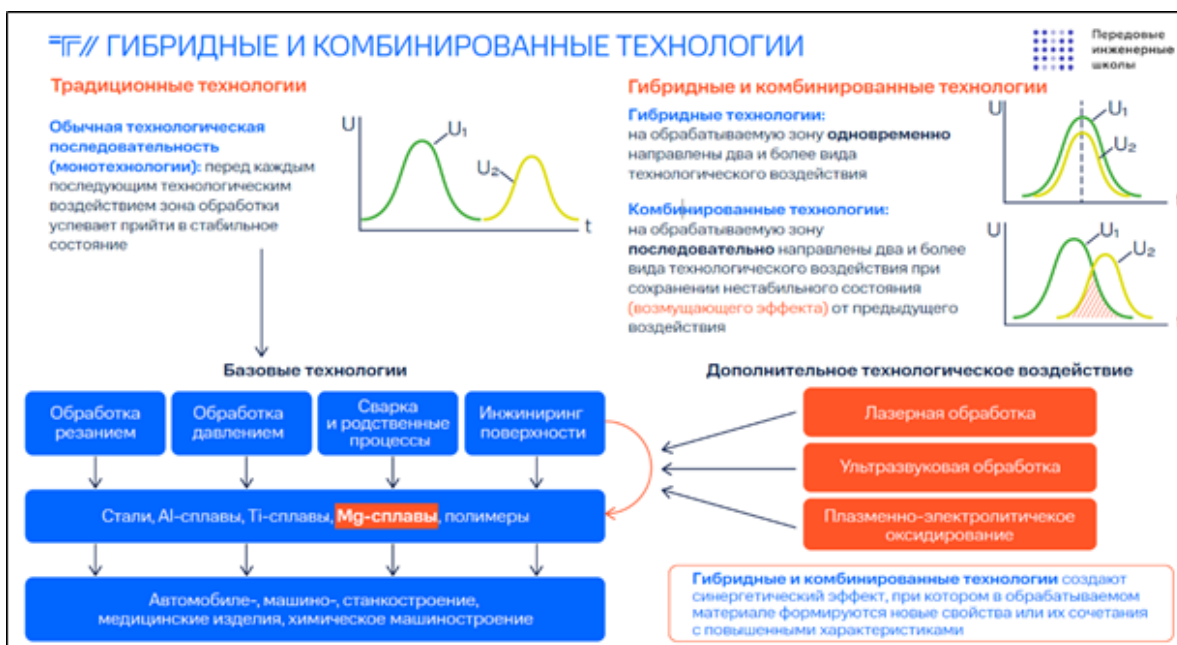 ГИБРИДНЫЕ И КОМБИНИРОВАННЫЕ ТЕХНОЛОГИИ
Передовые
инженерные
школы
Традиционные технологии
Обычная технологическая
последовательность
(монотехнологии): перед каждым
последующим технологическим
воздействием зона обработки
успевает прийти в стабильное
состояние
U
U₁
U₂
t
Гибридные и комбинированные технологии
Гибридные технологии:
на обрабатываемую зону одновременно
направлены два и более вида
технологического воздействия
U
U₁
U₂
Комбинированные технологии:
на обрабатываемую зону
последовательно направлены два и более
вида технологического воздействия при
сохранении нестабильного состояния
(возмущающего эффекта) от предыдущего
воздействия
U
U₁
U₂
Базовые технологии
Обработка
резанием
Обработка
давлением
Сварка
и родственные
процессы
Инжиниринг
поверхности
Стали, Al-сплавы, Ti-сплавы, Mg-сплавы, полимеры
Автомобиле-, машино-, станкостроение,
медицинские изделия, химическое машиностроение
Дополнительное технологическое воздействие
Лазерная обработка
Ультразвуковая обработка
Плазменно-электролитичекое
оксидирование
Гибридные и комбинированные технологии создают
синергетический эффект, при котором в обрабатываемом
материале формируются новые свойства или их сочетания
с повышенными характеристиками